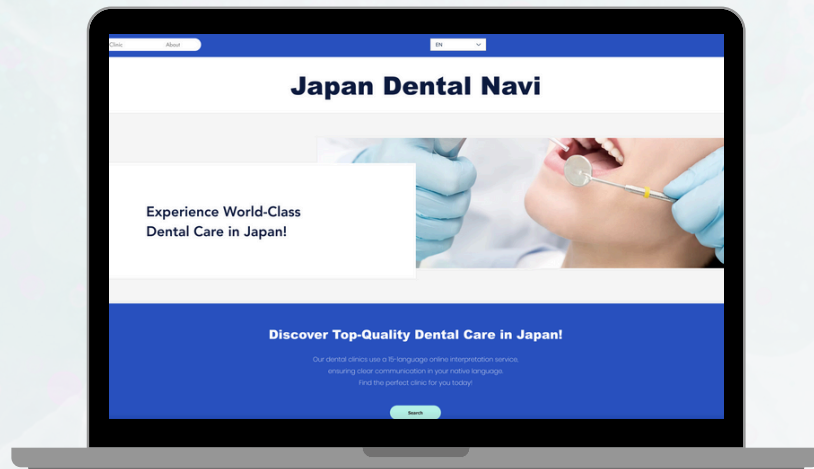 Clinic
About
EN
Japan Dental Navi
Experience World-Class
Dental Care in Japan!
Discover Top-Quality Dental Care in Japan!
Our dental clinics use a 15-language online interpretation service,
ensuring clear communication in your native language.
Find the perfect clinic for you today!
Search